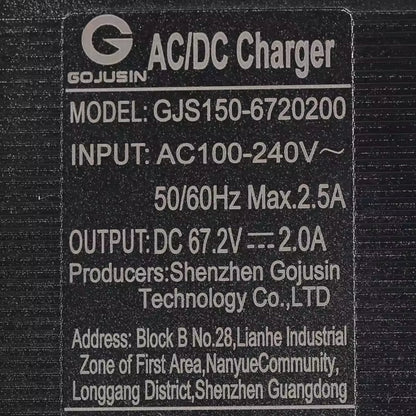 G
GOJUSIN
AC/DC Charger
MODEL: GJS150-6720200
INPUT: AC100-240V~
50/60Hz Max.2.5A
OUTPUT: DC 67.2V⎓2.0A
Producers:Shenzhen Gojusin
Technology Co.,LTD
Address: Block B No.28,Lianhe Industrial
Zone of First Area,NanyueCommunity,
Longgang District,Shenzhen Guangdong